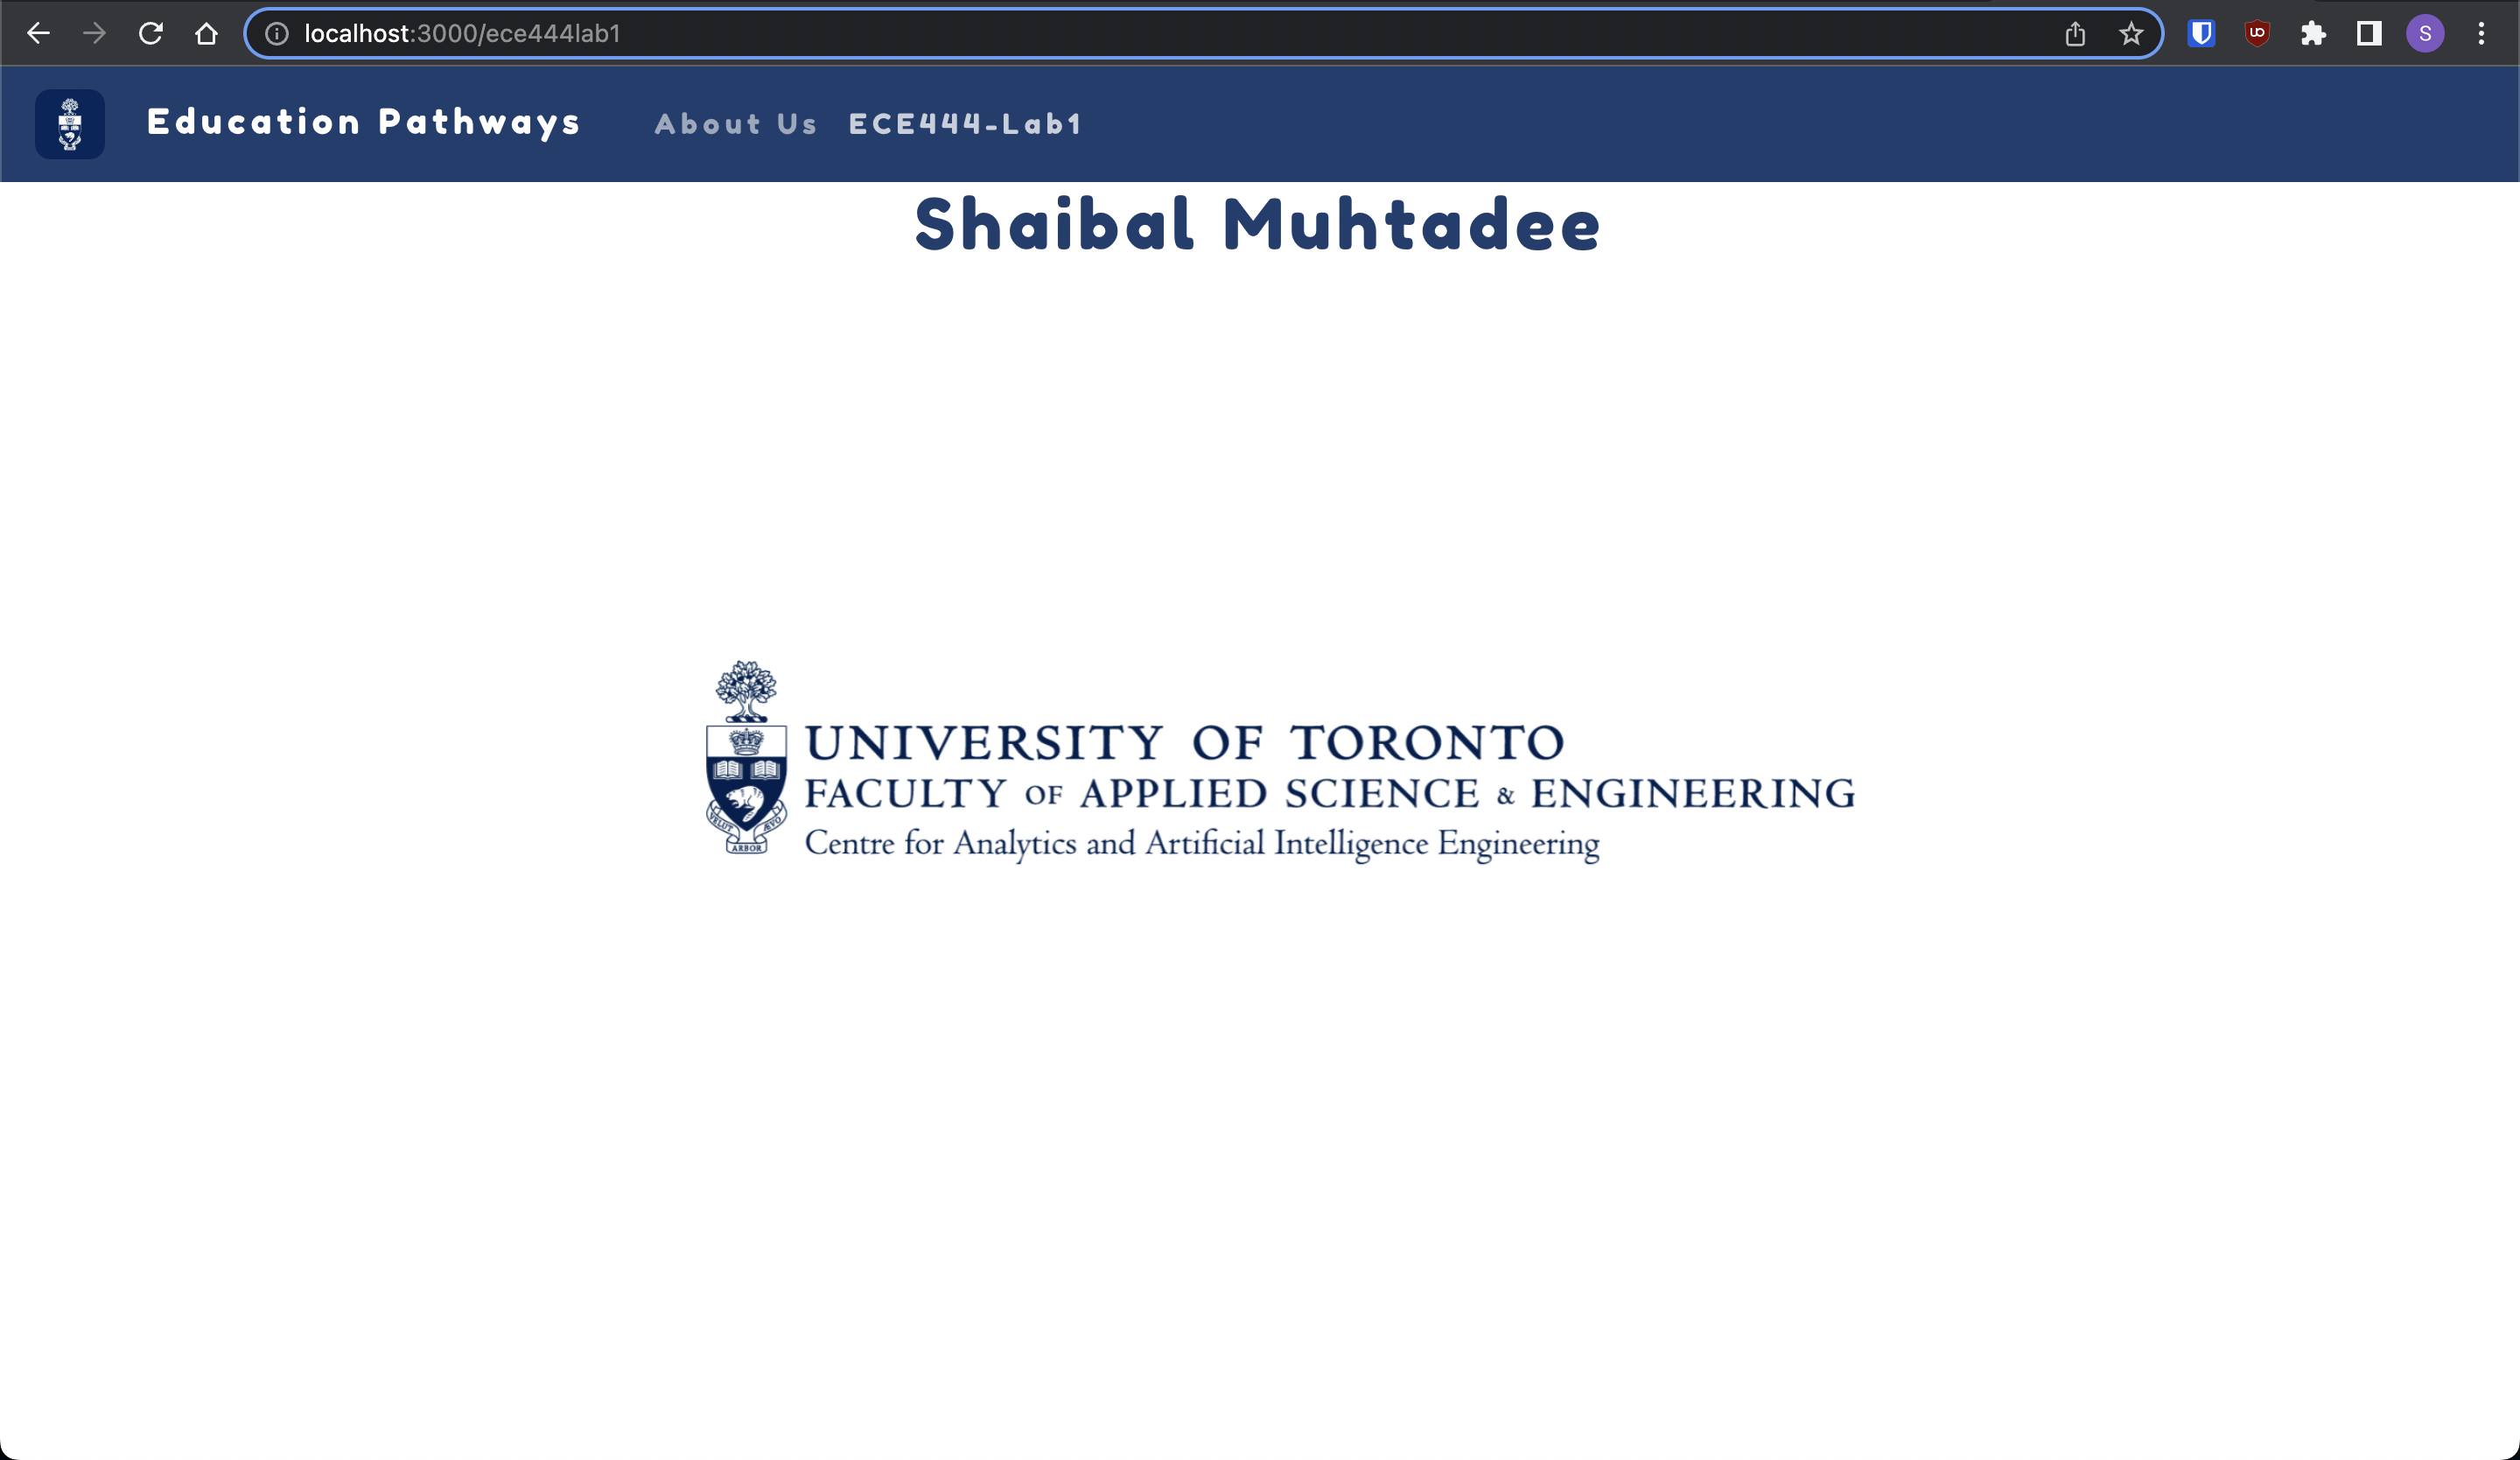 localhost:3000/ece444lab1
UO
S
Education Pathways
About Us
ECE444-Lab1
Shaibal Muhtadee
UNIVERSITY OF TORONTO
FACULTY OF APPLIED SCIENCE & ENGINEERING
Centre for Analytics and Artificial Intelligence Engineering
VELUT ARBOR ÆVO